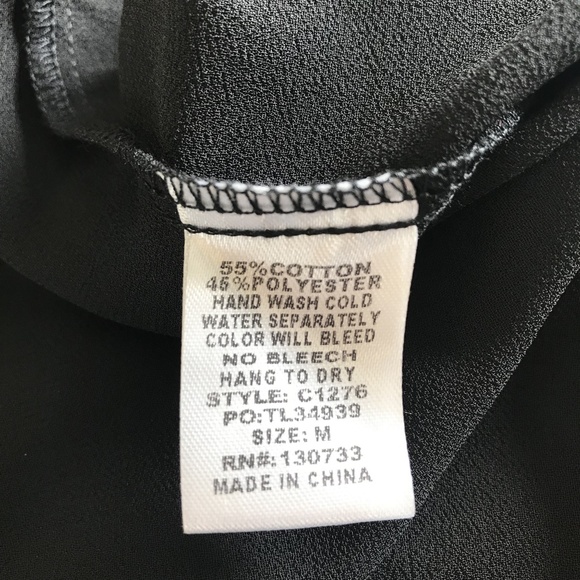 55%COTTON
45%POLYESTER
HAND WASH COLD
WATER SEPARATELY
COLOR WILL BLEED
NO BLEECH
HANG TO DRY
STYLE: C1276
PO:TL34939
SIZE: M
RN#:130733
MADE IN CHINA